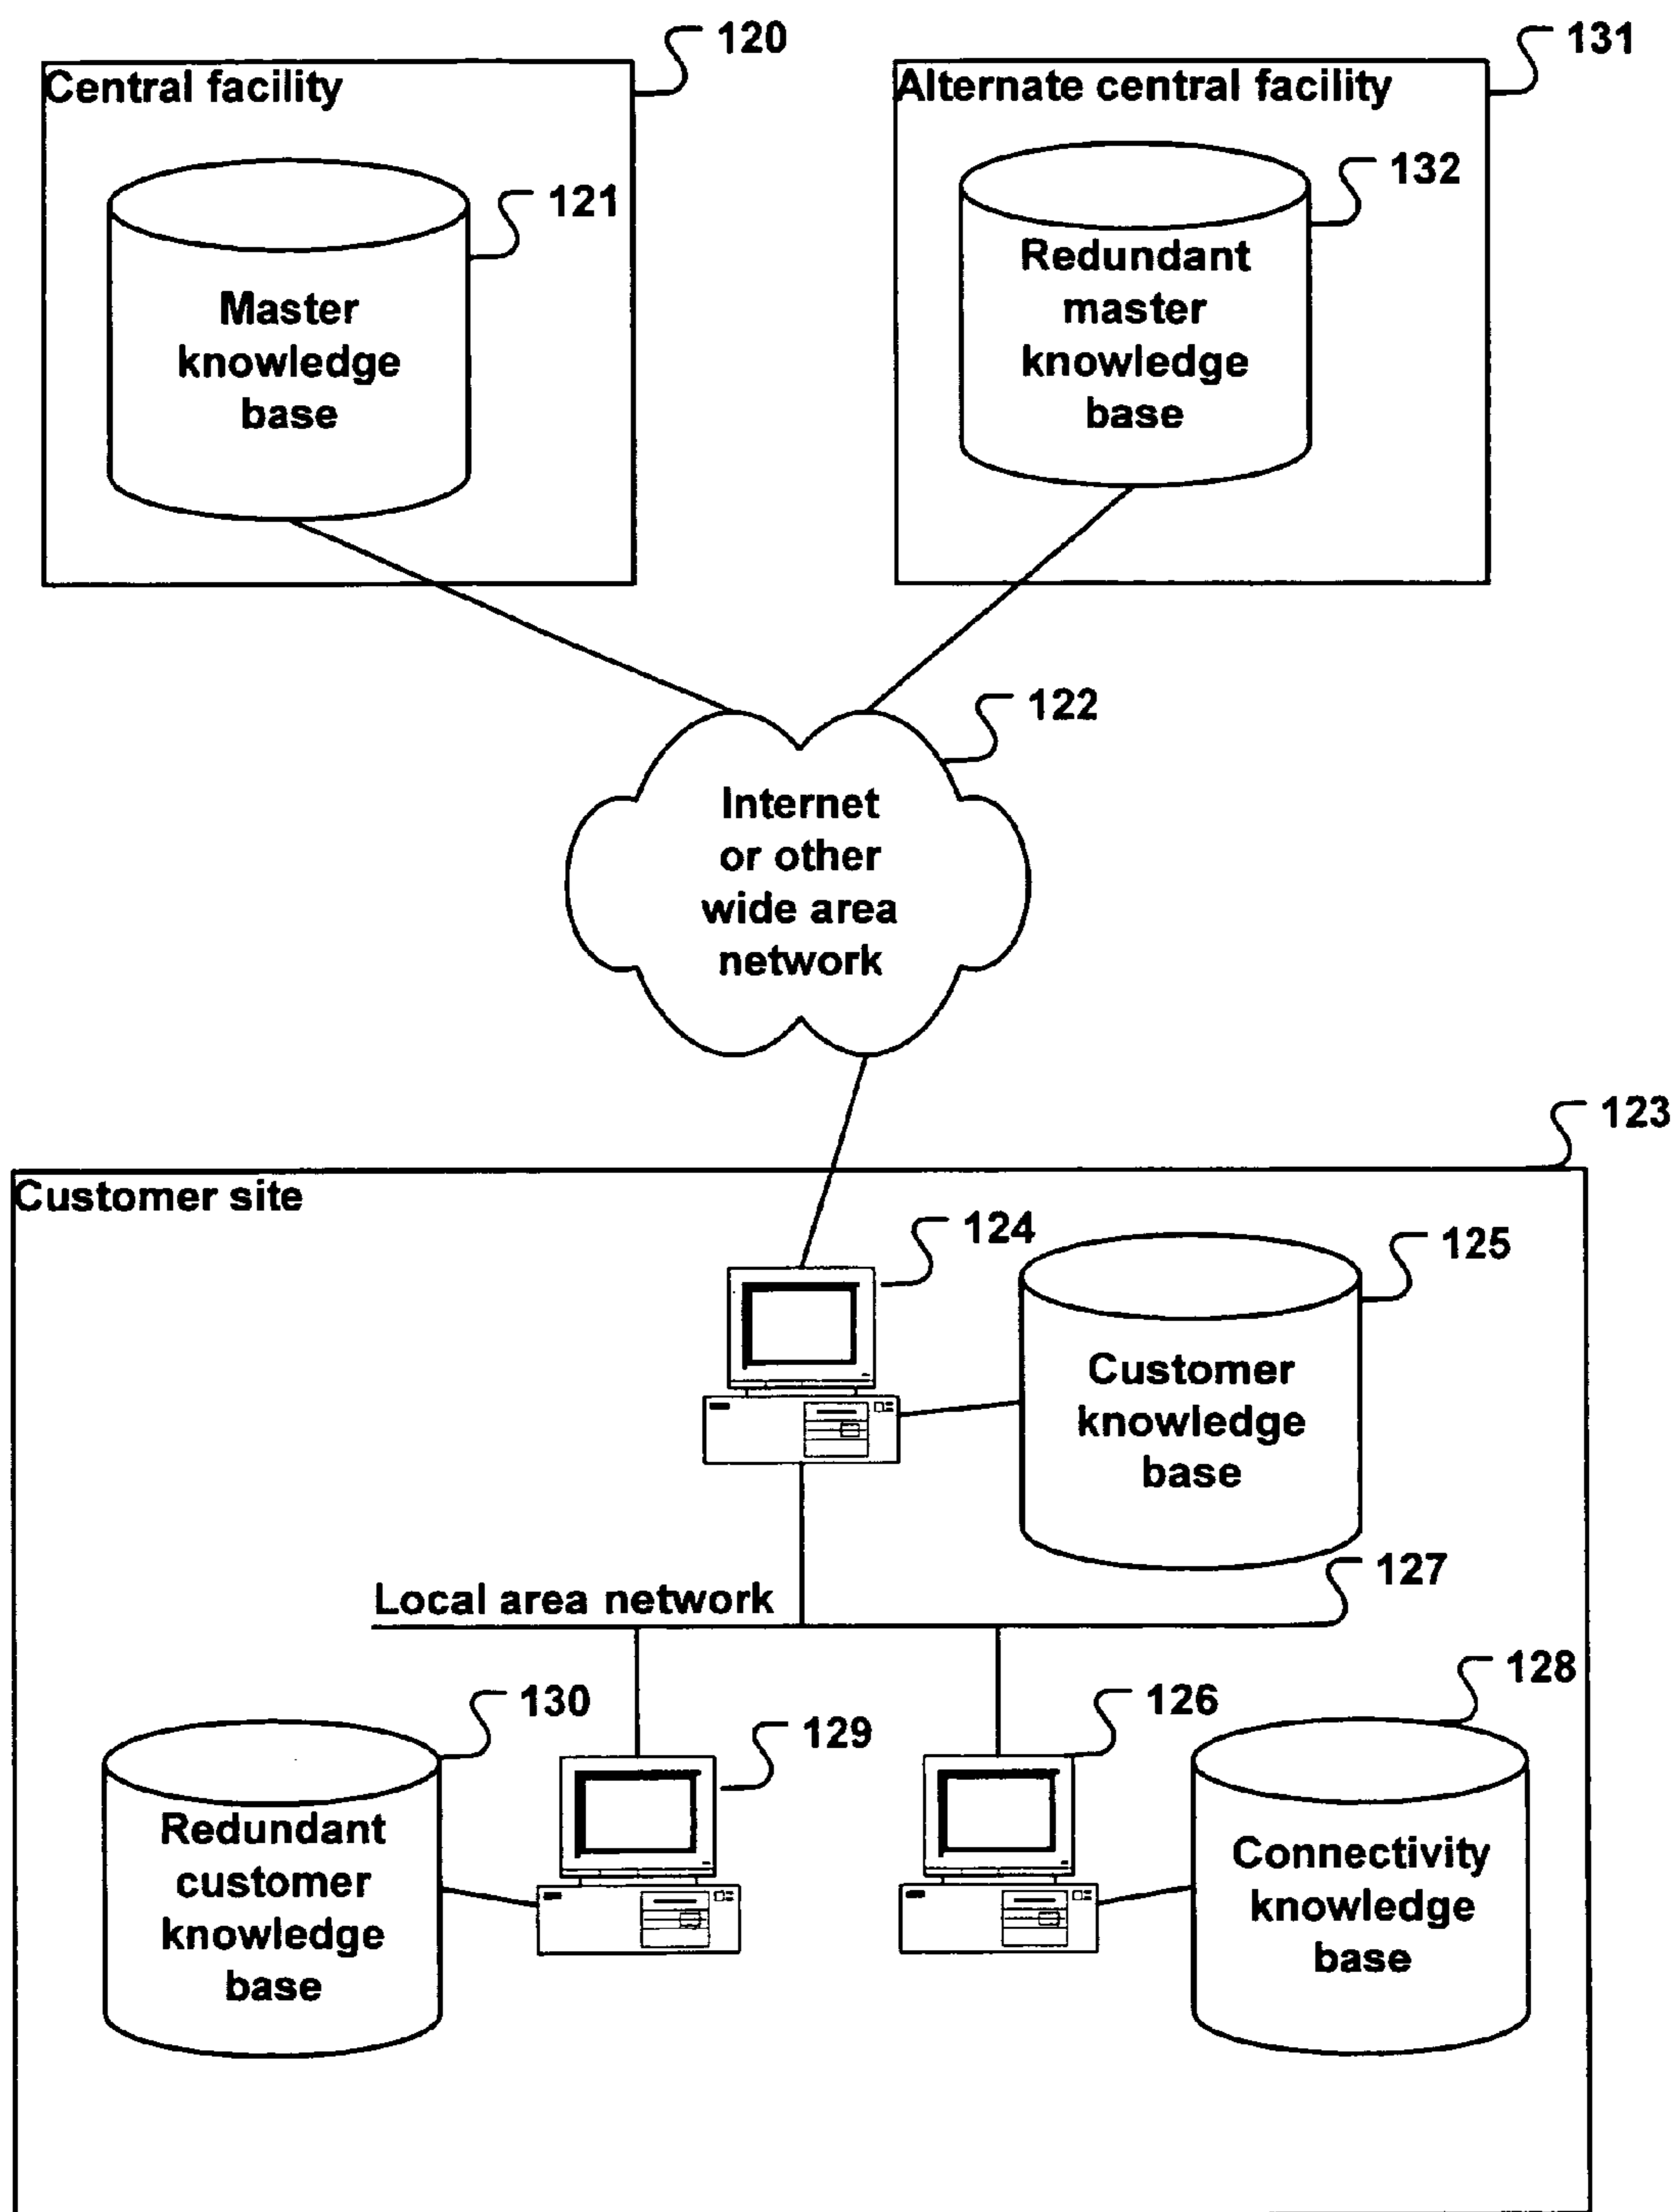 120
131
Central facility
Alternate central facility
121
132
Master
knowledge
base
Redundant
master
knowledge
base
122
Internet
or other
wide area
network
123
Customer site
124
125
Customer
knowledge
base
Local area network
127
130
129
126
128
Redundant
customer
knowledge
base
Connectivity
knowledge
base